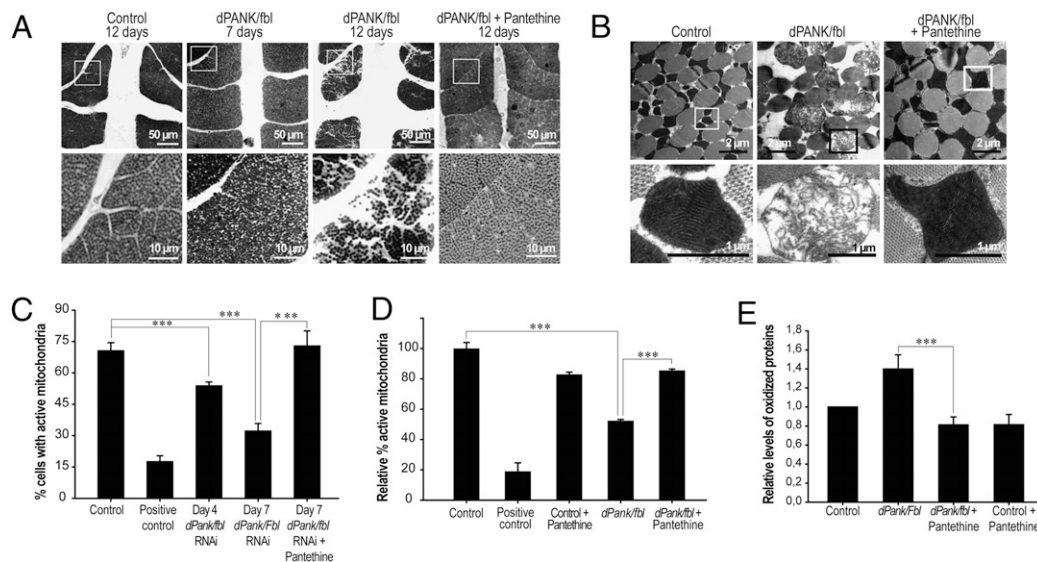 A
Control
12 days
dPANK/fbl
7 days
dPANK/fbl
12 days
dPANK/fbl + Pantethine
12 days
50 µm
50 µm
50 µm
50 µm
10 µm
10 µm
10 µm
10 µm
B
Control
dPANK/fbl
dPANK/fbl
+ Pantethine
2 µm
2 µm
2 µm
1 µm
1 µm
1 µm
C
% cells with active mitochondria
90
75
60
45
30
15
0
***
***
***
Control
Positive
control
Day 4
dPank/fbl
RNAi
Day 7
dPank/Fbl
RNAi
Day 7
dPank/fbl
RNAi +
Pantethine
D
Relative % active mitochondria
100
80
60
40
20
0
***
***
Control
Positive
control
Control +
Pantethine
dPank/fbl
dPank/fbl +
Pantethine
E
Relative levels of oxidized proteins
1,8
1,6
1,4
1,2
1,0
0,8
0,6
0,4
0,2
0,0
***
Control
dPank/Fbl
dPank/fbl +
Pantethine
Control +
Pantethine